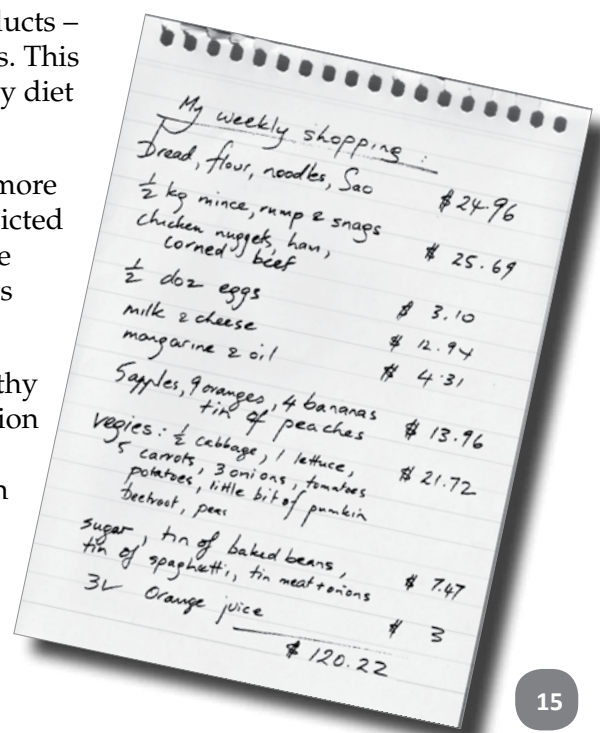 lucts –
s. This
y diet
more
icted
e
s
thy
ion
n
My weekly shopping :
Bread, flour, noodles, Sao $24.96
½ kg mince, rump & snags
chicken nuggets, ham,
corned beef $ 25.69
½ doz eggs $ 3.10
milk & cheese $ 12.94
margarine & oil $ 4.31
5 apples, 9 oranges, 4 bananas
tin of peaches $ 13.96
vegies : ½ cabbage, 1 lettuce, $ 21.72
5 carrots, 3 onions, tomatoes
potatoes, little bit of pumkin
beetroot, peas
sugar, tin of baked beans,
tin of spaghetti, tin meat + onions $ 7.47
3L orange juice $ 3
$ 120.22
15